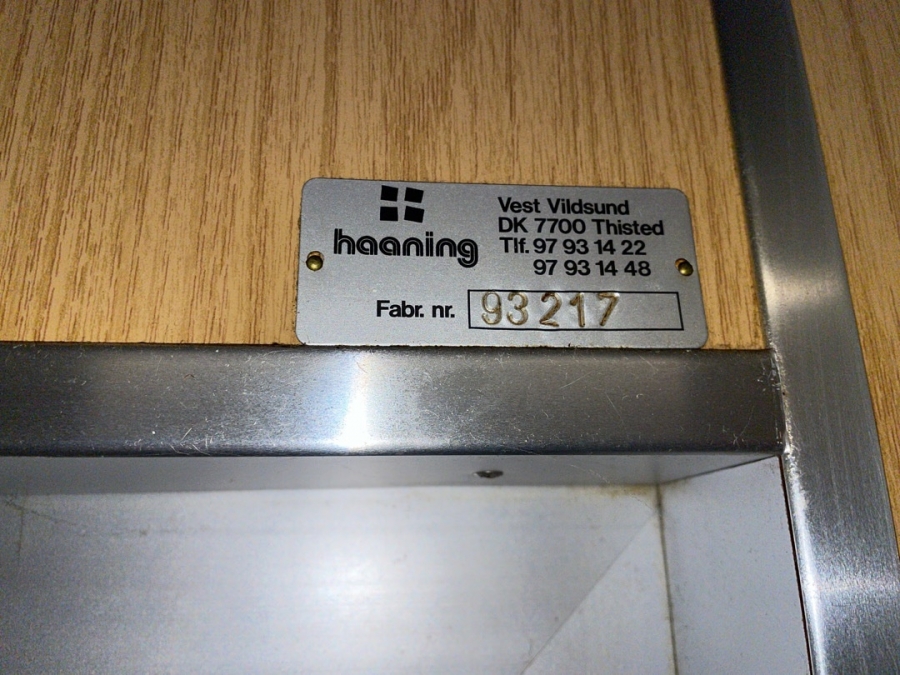 haaning
Vest Vildsund
DK 7700 Thisted
Tlf. 97 93 14 22
97 93 14 48
Fabr. nr. 93217